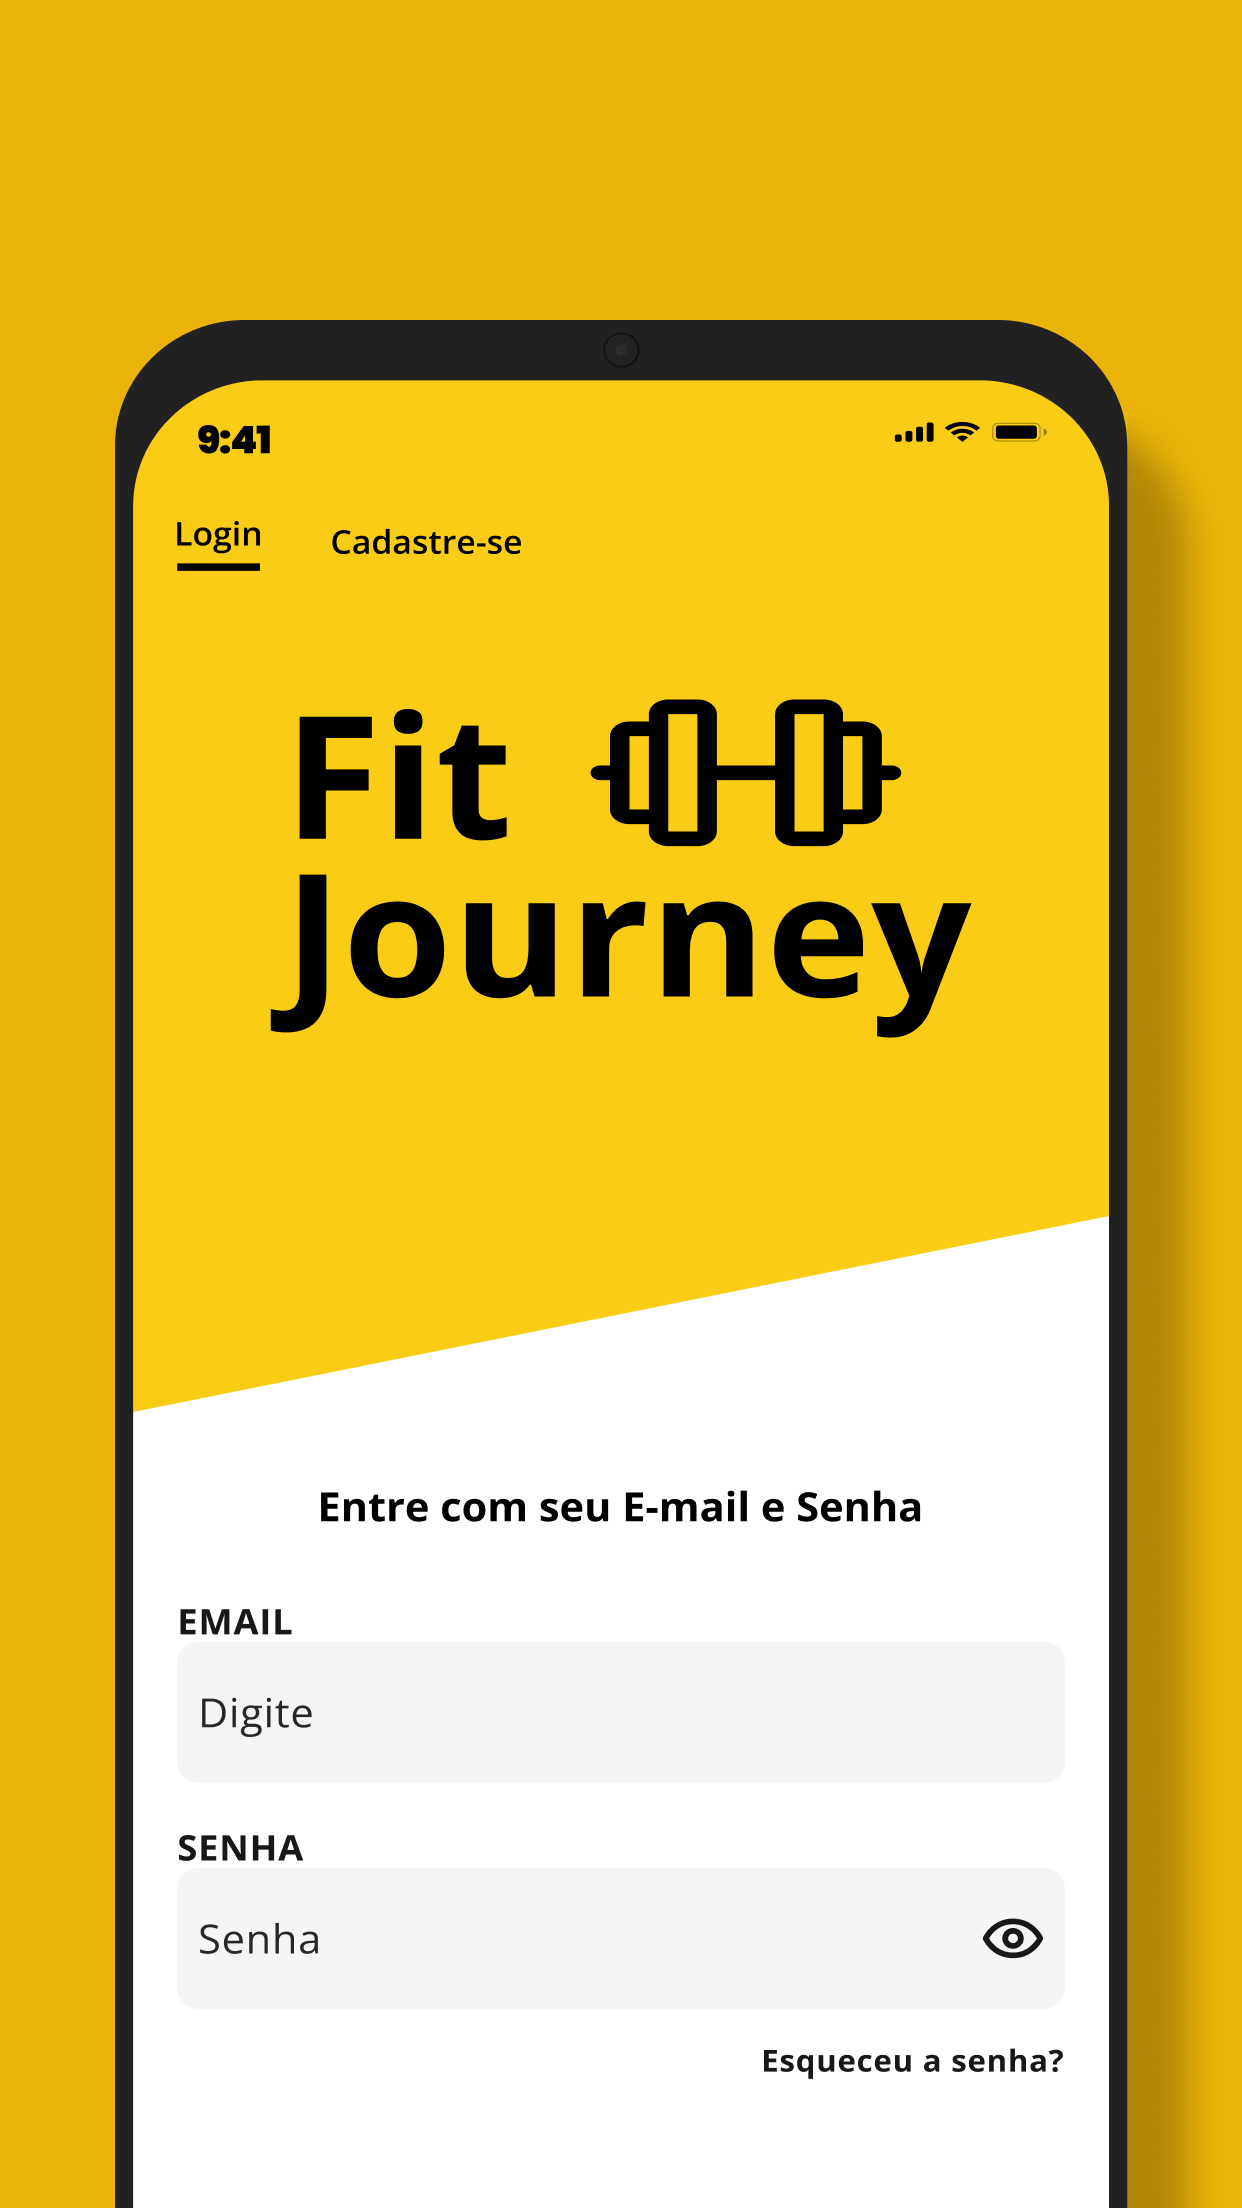 9:41
Login Cadastre-se
Fit
Journey
Entre com seu E-mail e Senha
EMAIL
Digite
SENHA
Senha
Esqueceu a senha?